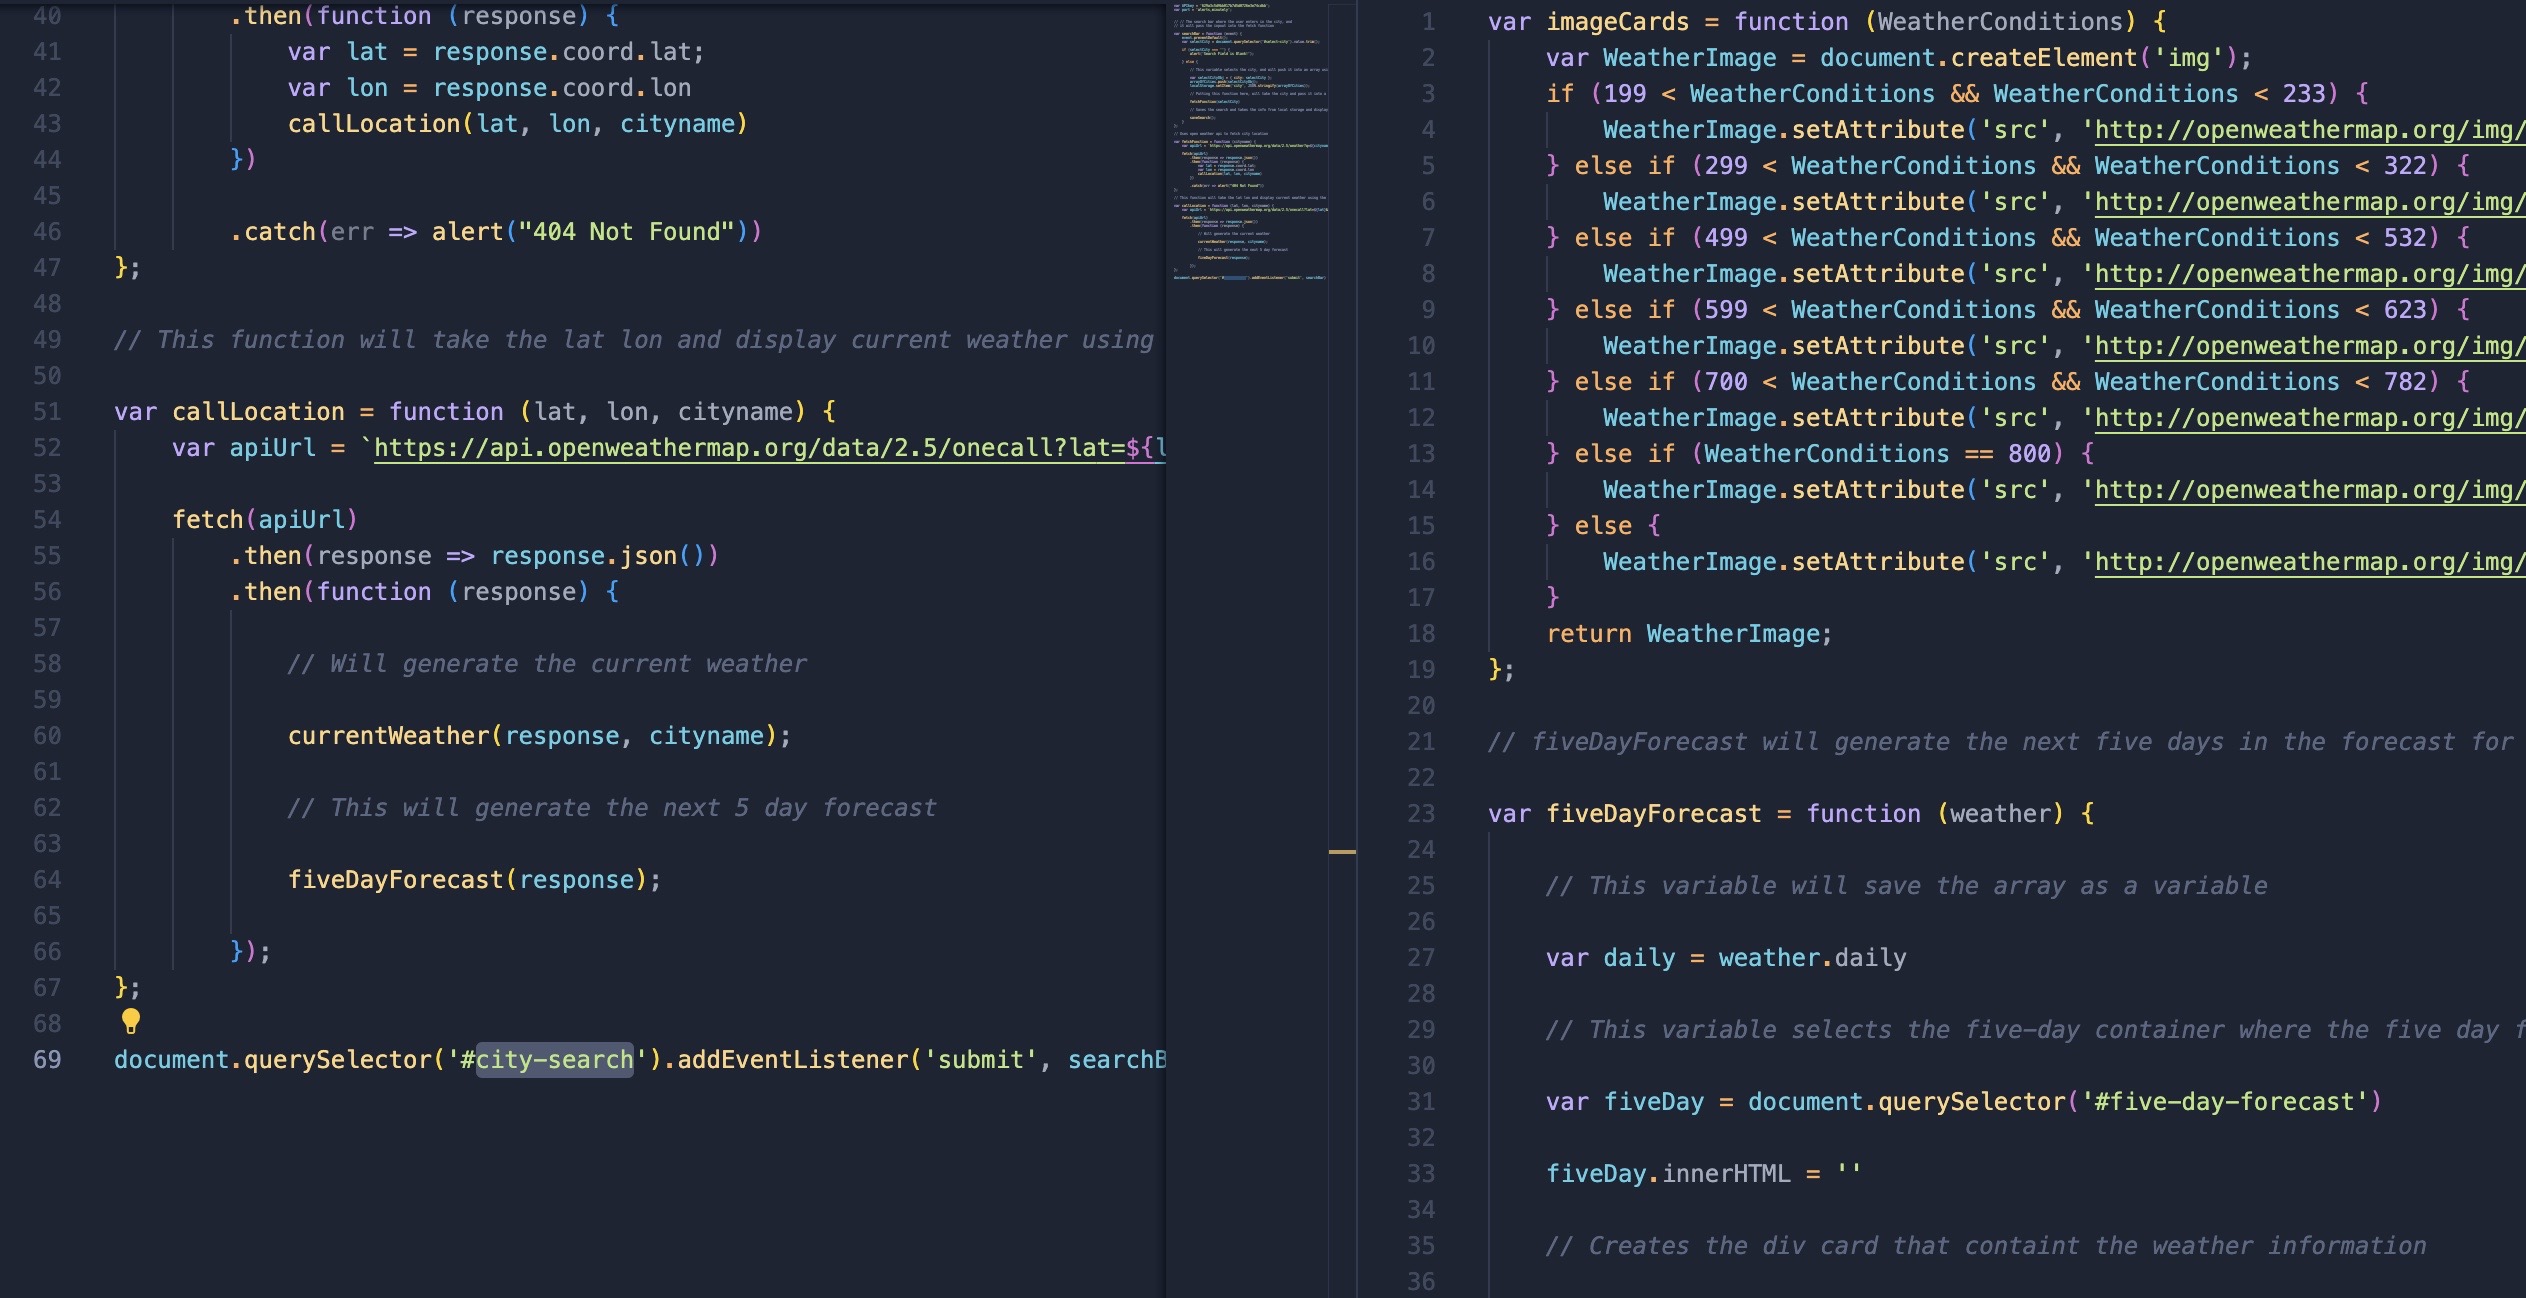 40 .then(function (response) {
41 var lat = response.coord.lat;
42 var lon = response.coord.lon
43 callLocation(lat, lon, cityname)
44 })
45
46 .catch(err => alert("404 Not Found"))
47 };
48
49 // This function will take the lat lon and display current weather using
50
51 var callLocation = function (lat, lon, cityname) {
52 var apiUrl = `https://api.openweathermap.org/data/2.5/onecall?lat=${l
53
54 fetch(apiUrl)
55 .then(response => response.json())
56 .then(function (response) {
57
58 // Will generate the current weather
59
60 currentWeather(response, cityname);
61
62 // This will generate the next 5 day forecast
63
64 fiveDayForecast(response);
65
66 });
67 };
68
69 document.querySelector('#city-search').addEventListener('submit', searchB
1 var imageCards = function (WeatherConditions) {
2 var WeatherImage = document.createElement('img');
3 if (199 < WeatherConditions && WeatherConditions < 233) {
4 WeatherImage.setAttribute('src', 'http://openweathermap.org/img/
5 } else if (299 < WeatherConditions && WeatherConditions < 322) {
6 WeatherImage.setAttribute('src', 'http://openweathermap.org/img/
7 } else if (499 < WeatherConditions && WeatherConditions < 532) {
8 WeatherImage.setAttribute('src', 'http://openweathermap.org/img/
9 } else if (599 < WeatherConditions && WeatherConditions < 623) {
10 WeatherImage.setAttribute('src', 'http://openweathermap.org/img/
11 } else if (700 < WeatherConditions && WeatherConditions < 782) {
12 WeatherImage.setAttribute('src', 'http://openweathermap.org/img/
13 } else if (WeatherConditions == 800) {
14 WeatherImage.setAttribute('src', 'http://openweathermap.org/img/
15 } else {
16 WeatherImage.setAttribute('src', 'http://openweathermap.org/img/
17 }
18 return WeatherImage;
19 };
20
21 // fiveDayForecast will generate the next five days in the forecast for
22
23 var fiveDayForecast = function (weather) {
24
25 // This variable will save the array as a variable
26
27 var daily = weather.daily
28
29 // This variable selects the five-day container where the five day f
30
31 var fiveDay = document.querySelector('#five-day-forecast')
32
33 fiveDay.innerHTML = ''
34
35 // Creates the div card that containt the weather information
36